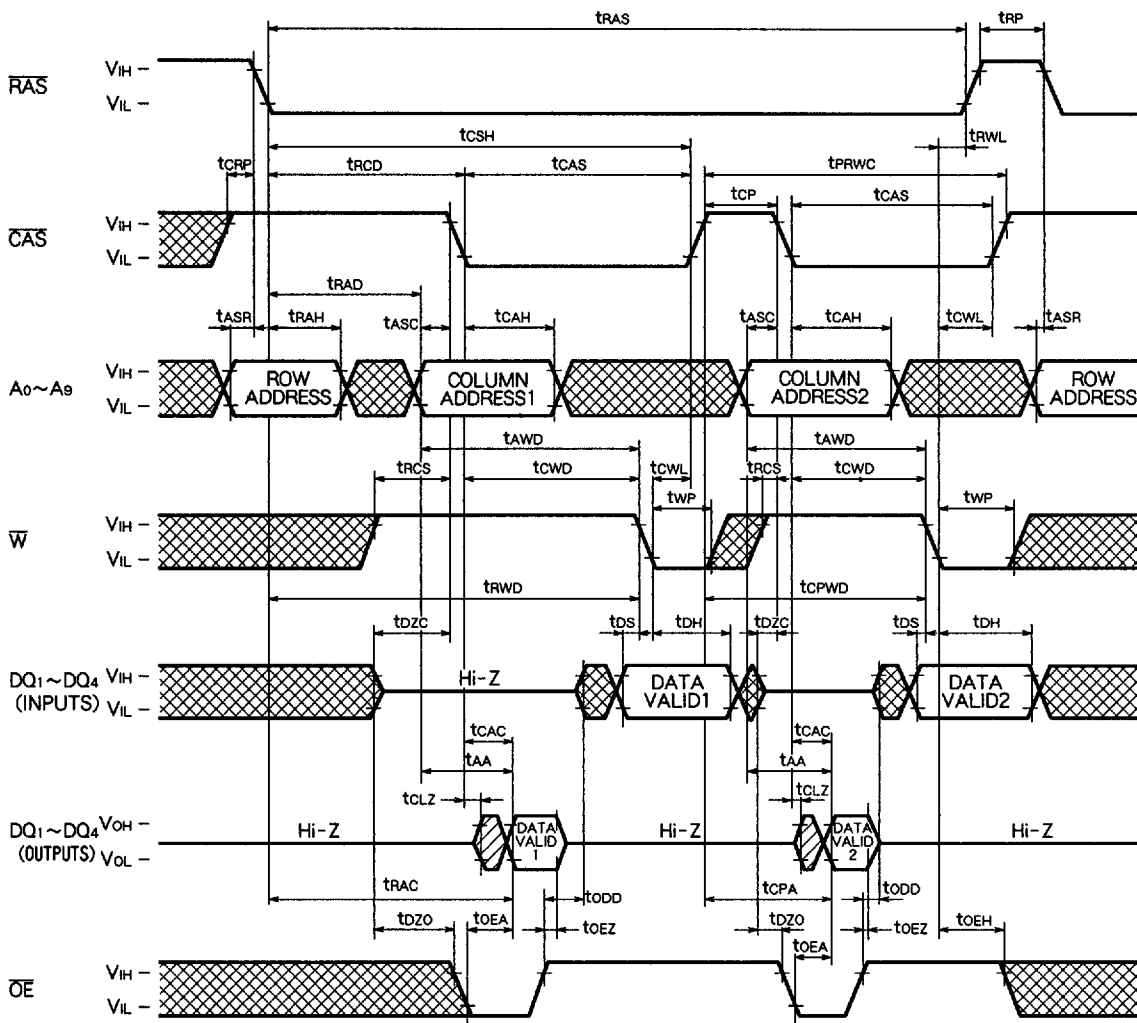 tRAS tRP
RAS VIH –
VIL –
tRWL
tCSH
tCRP tRCD tCAS tPRWC
tCP tCAS
CAS VIH –
VIL –
tRAD
tASR tRAH tASC tCAH tASC tCAH tCWL tASR
A0~A9 VIH –
VIL –
ROW ADDRESS
COLUMN ADDRESS1
COLUMN ADDRESS2
ROW ADDRESS
tAWD tAWD
tRCS tCWD tCWL tRCS tCWD
tWP tWP
W VIH –
VIL –
tRWD tCPWD
tDZC tDS tDH tDZC tDS tDH
DQ1~DQ4 (INPUTS) VIH –
VIL –
Hi-Z
DATA VALID1
DATA VALID2
tCAC tCAC
tAA tAA
tCLZ tCLZ
DQ1~DQ4 (OUTPUTS) VOH –
VOL –
Hi-Z
DATA VALID 1
Hi-Z
DATA VALID 2
Hi-Z
tRAC tODD tCPA tODD
tDZO tOEA tOEZ tDZO tOEA tOEZ tOEH
OE VIH –
VIL –